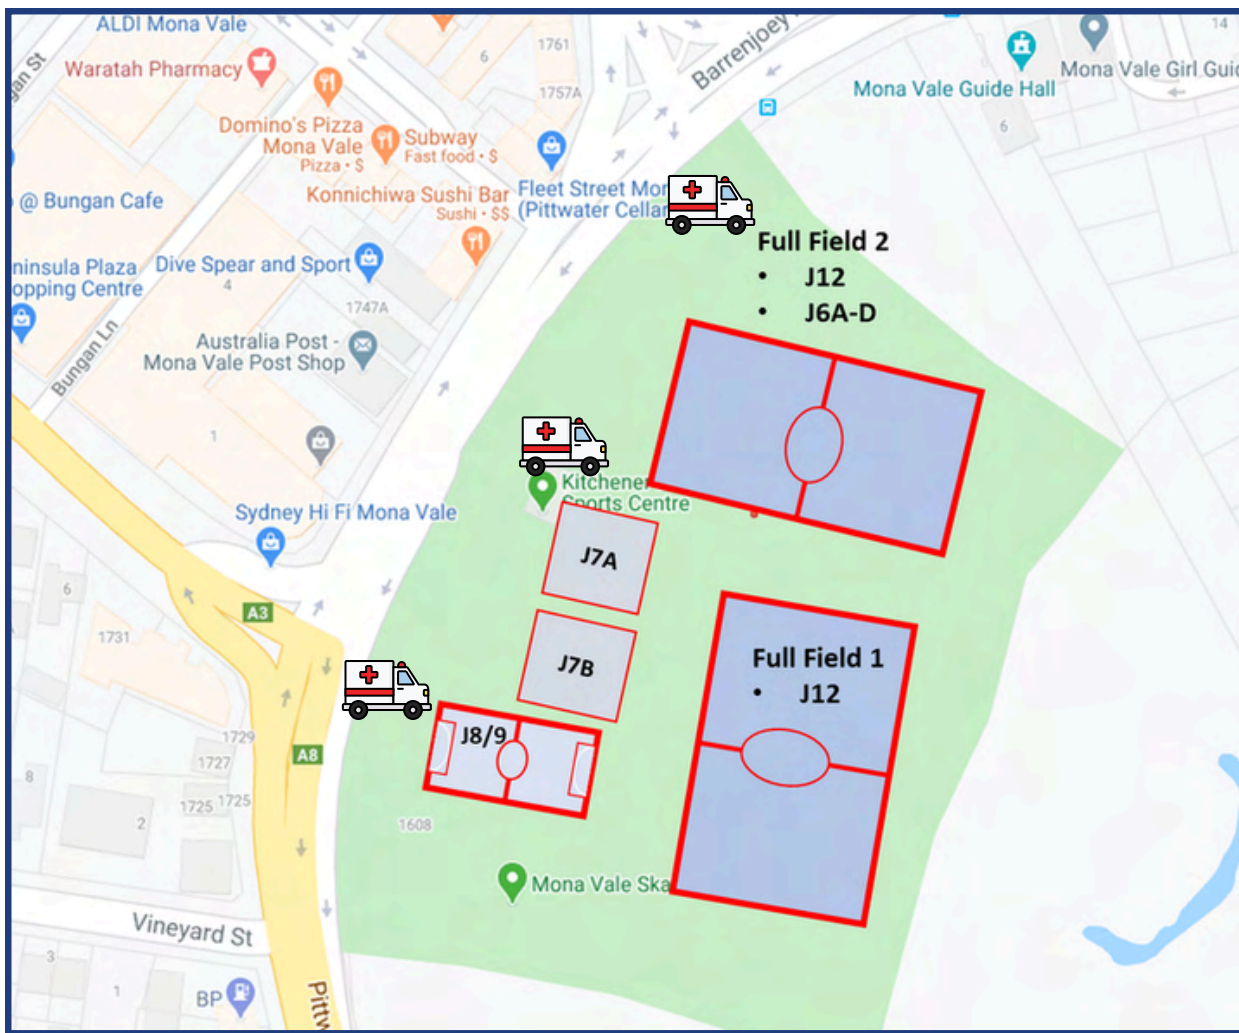 ALDI Mona Vale
Waratah Pharmacy
gan St
6
1761
1757A
Barrenjoey
14
Mona Vale Guide Hall
Mona Vale Girl Guid
6
Domino's Pizza
Mona Vale
Pizza • $
Subway
Fast food • $
Konnichiwa Sushi Bar
Sushi • $$
Fleet Street Mor
(Pittwater Cellar
@ Bungan Cafe
ninsula Plaza
opping Centre
Dive Spear and Sport
4
1747A
Full Field 2
• J12
• J6A-D
Bungan Ln
Australia Post -
Mona Vale Post Shop
1
Kitchener
Sports Centre
Sydney Hi Fi Mona Vale
J7A
6
A3
1731
J7B
Full Field 1
• J12
J8/9
1729
A8
1727
8
1725
1725
2
1608
Mona Vale Ska
Vineyard St
3
1
BP
Pittw